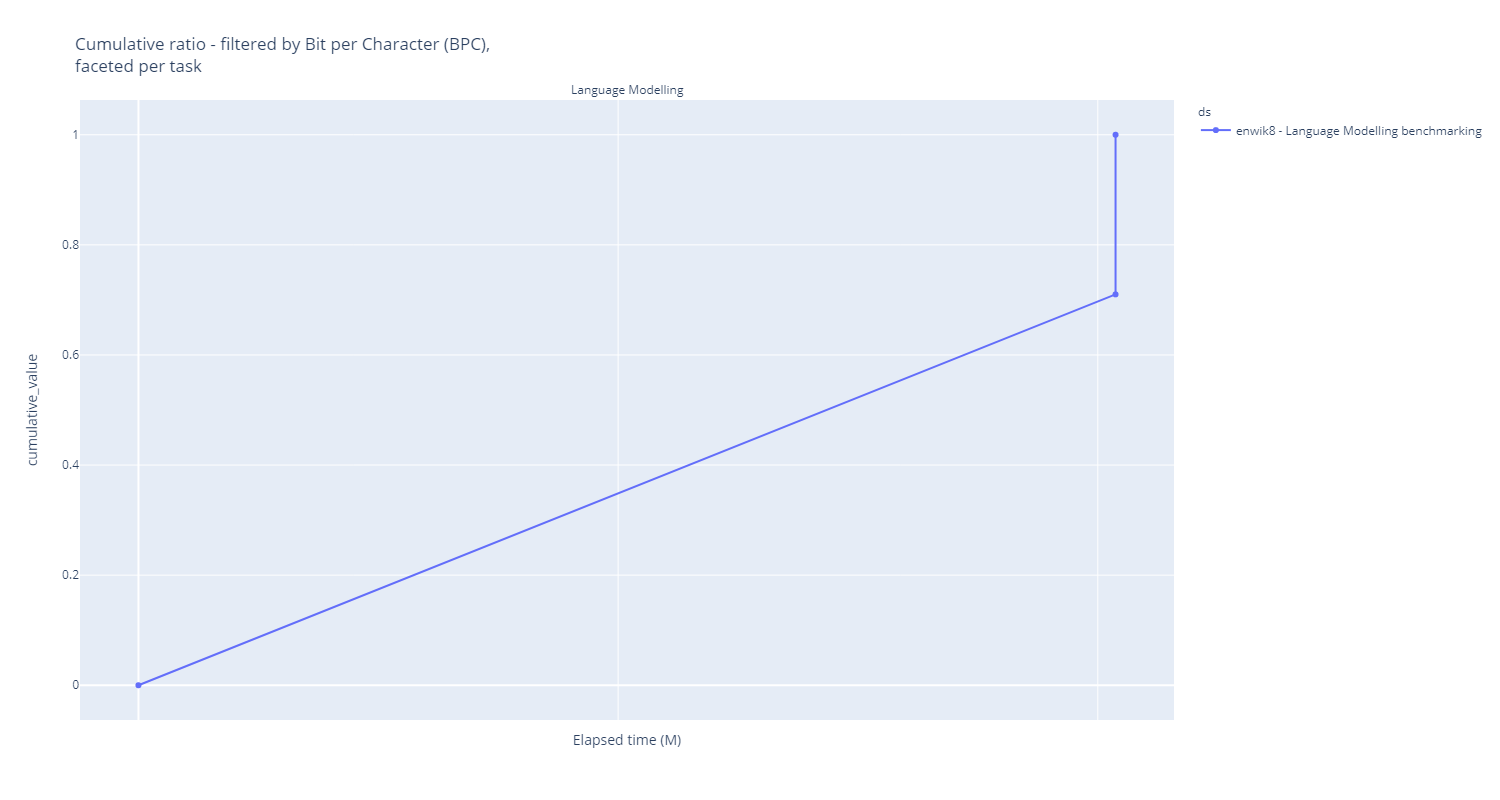 Cumulative ratio - filtered by Bit per Character (BPC),
faceted per task
Language Modelling
ds
enwik8 - Language Modelling benchmarking
1
0.8
0.6
0.4
0.2
0
cumulative_value
Elapsed time (M)